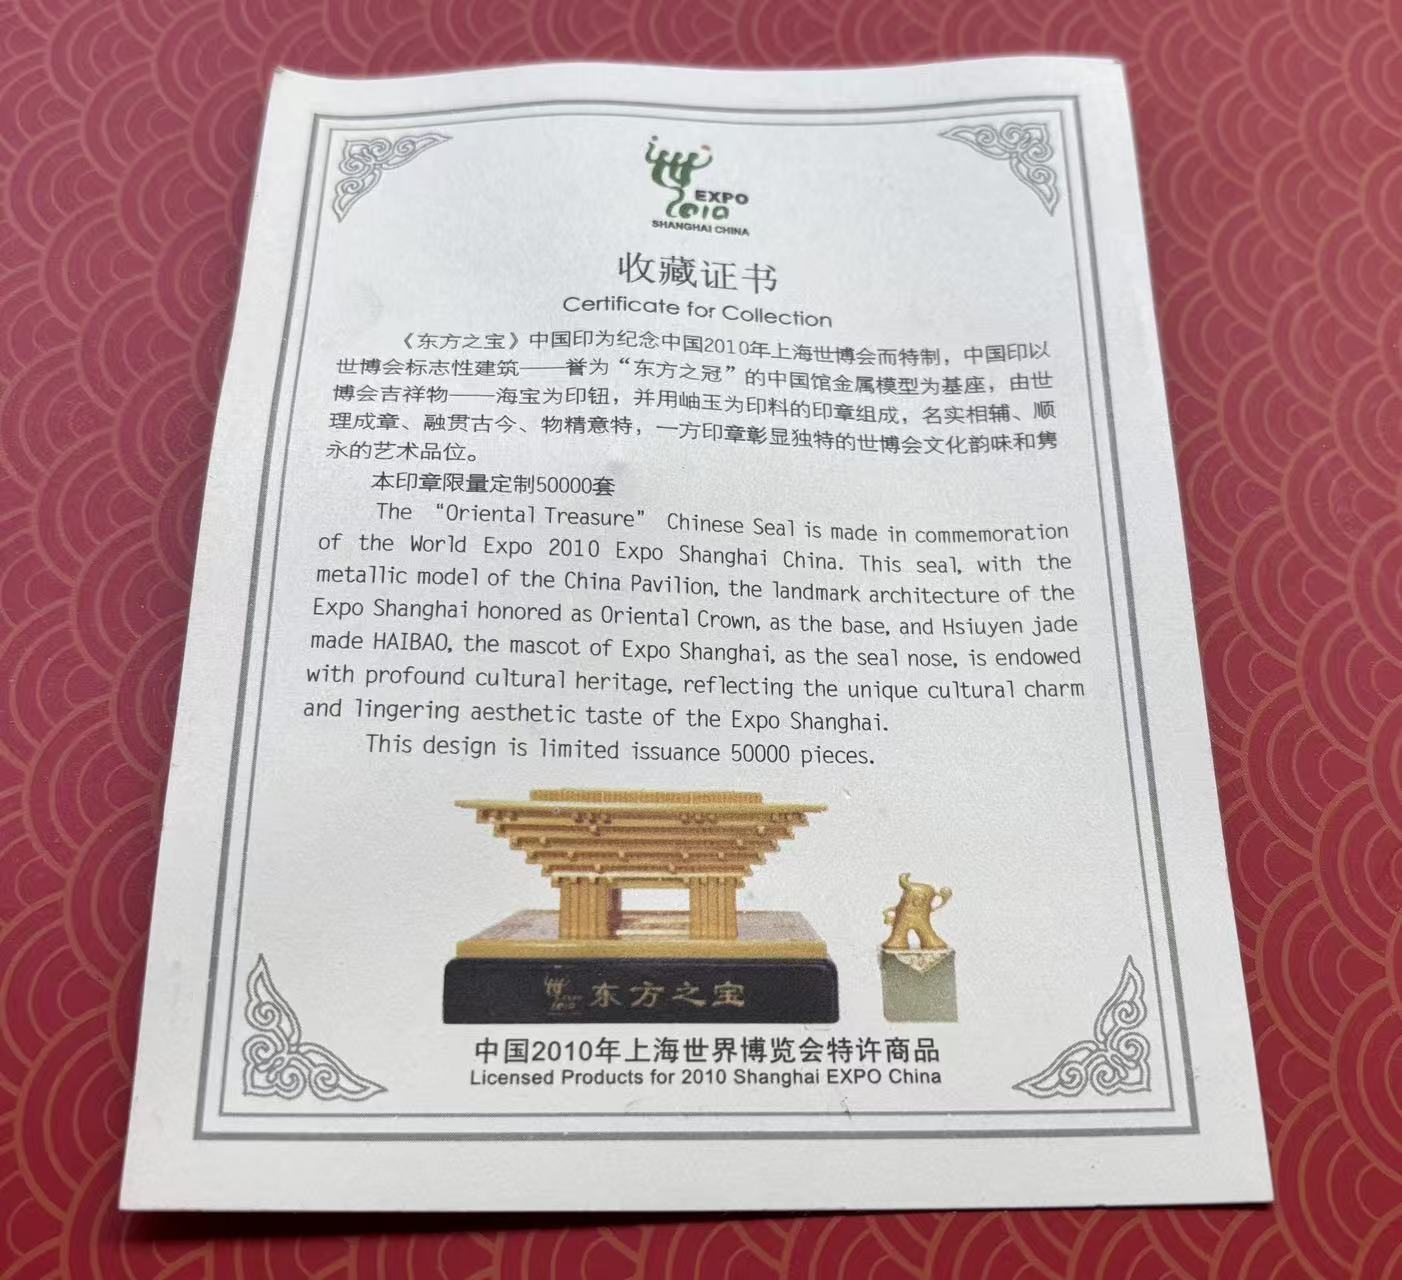 EXPO
2010
SHANGHAI CHINA
收藏证书
Certificate for Collection
《东方之宝》中国印为纪念中国2010年上海世博会而特制，中国印以
世博会标志性建筑——誉为“东方之冠”的中国馆金属模型为基座，由世
博会吉祥物——海宝为印钮，并用岫玉为印料的印章组成，名实相辅、顺
理成章、融贯古今、物精意特，一方印章彰显独特的世博会文化韵味和隽
永的艺术品位。
本印章限量定制50000套
The “Oriental Treasure” Chinese Seal is made in commemoration
of the World Expo 2010 Expo Shanghai China. This seal, with the
metallic model of the China Pavilion, the landmark architecture of the
Expo Shanghai honored as Oriental Crown, as the base, and Hsiuyen jade
made HAIBAO, the mascot of Expo Shanghai, as the seal nose, is endowed
with profound cultural heritage, reflecting the unique cultural charm
and lingering aesthetic taste of the Expo Shanghai.
This design is limited issuance 50000 pieces.
东方之宝
中国2010年上海世界博览会特许商品
Licensed Products for 2010 Shanghai EXPO China